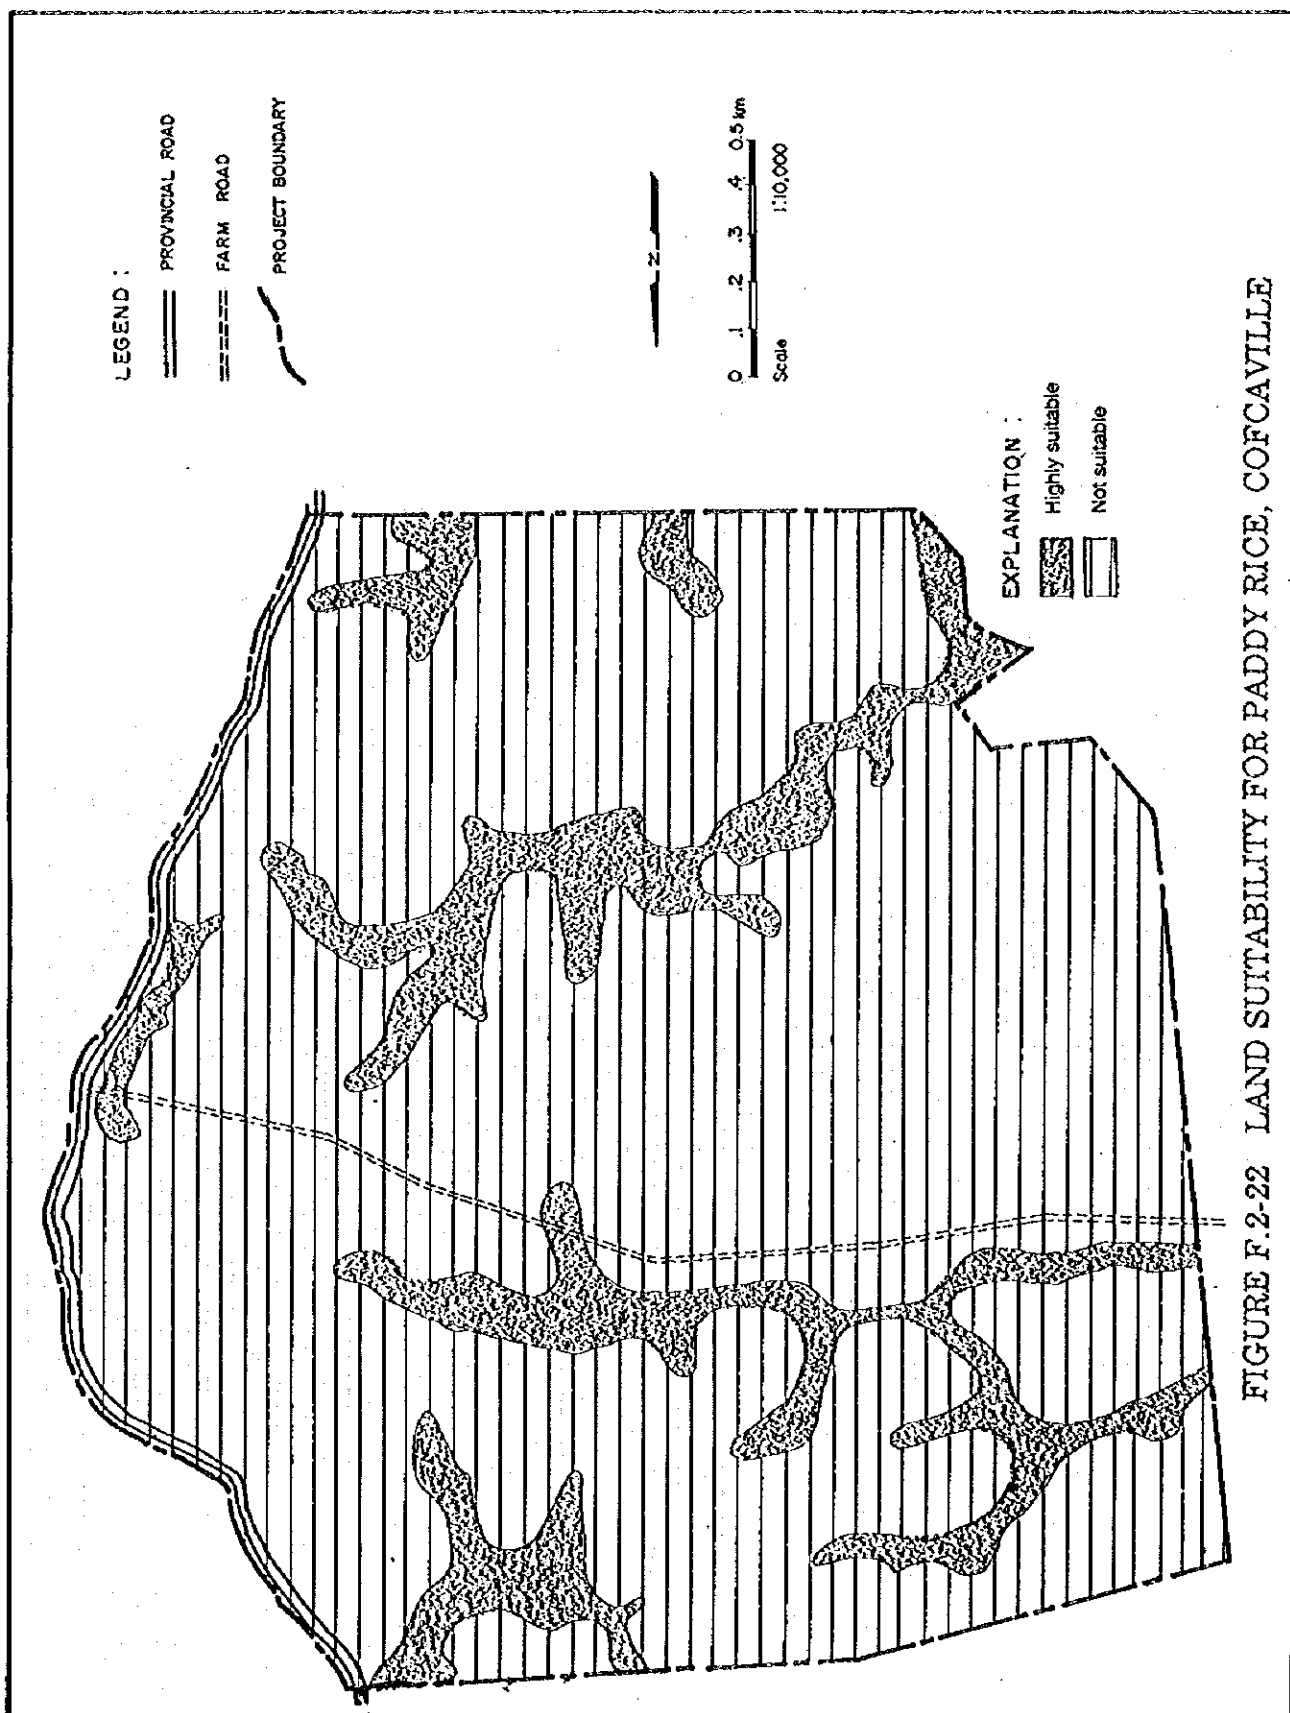 LEGEND :
PROVINCIAL ROAD
FARM ROAD
PROJECT BOUNDARY
N
0 .1 .2 .3 .4 0.5 km
Scale 1:10,000
EXPLANATION :
Highly suitable
Not suitable
FIGURE F.2-22 LAND SUITABILITY FOR PADDY RICE, COFCAVILLE